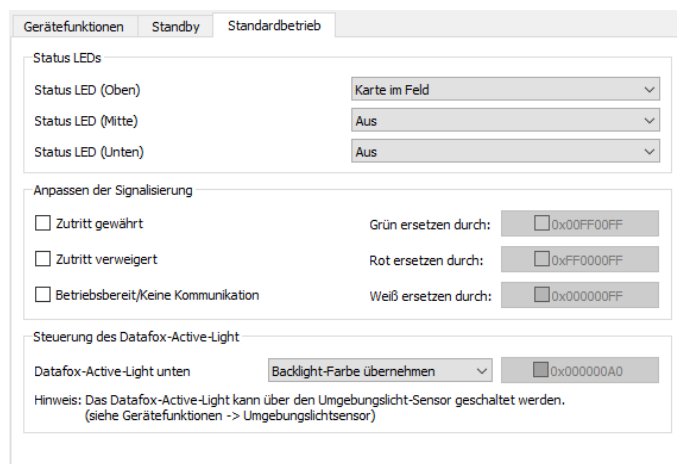 Gerätefunktionen Standby Standardbetrieb
Status LEDs
Status LED (Oben) Karte im Feld
Status LED (Mitte) Aus
Status LED (Unten) Aus
Anpassen der Signalisierung
Zutritt gewährt Grün ersetzen durch: 0x00FF00FF
Zutritt verweigert Rot ersetzen durch: 0xFF0000FF
Betriebsbereit/Keine Kommunikation Weiß ersetzen durch: 0x000000FF
Steuerung des Datafox-Active-Light
Datafox-Active-Light unten Backlight-Farbe übernehmen 0x000000A0
Hinweis: Das Datafox-Active-Light kann über den Umgebungslicht-Sensor geschaltet werden.
(siehe Gerätefunktionen -> Umgebungslichtsensor)